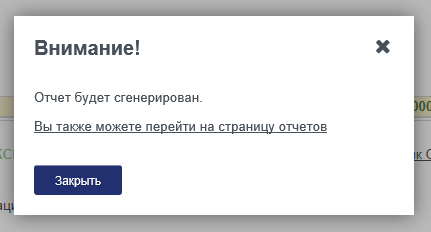 Внимание!
Отчет будет сгенерирован.
Вы также можете перейти на страницу отчетов
Закрыть